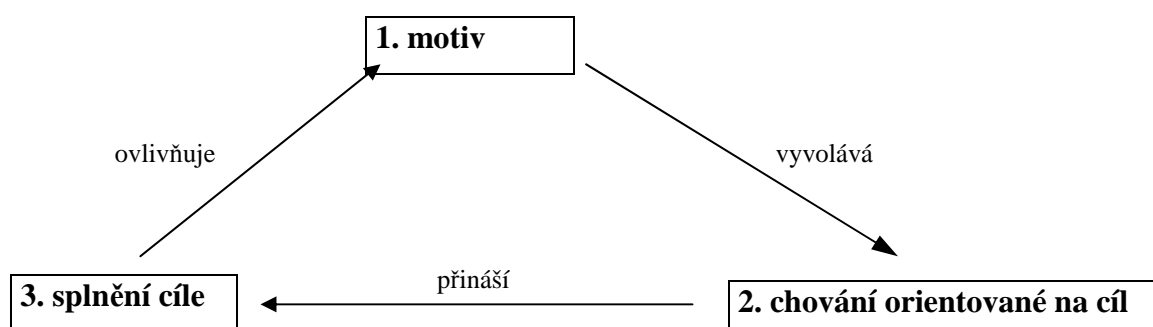 1. motiv
ovlivňuje
vyvolává
přináší
3. splnění cíle
2. chování orientované na cíl